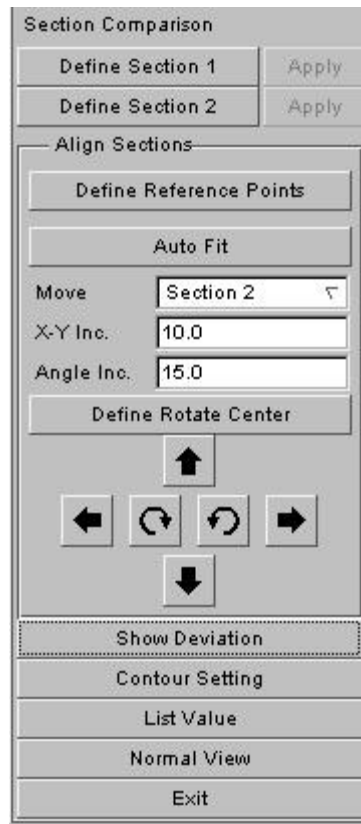 Section Comparison
Define Section 1 Apply
Define Section 2 Apply
Align Sections
Define Reference Points
Auto Fit
Move Section 2
X-Y Inc. 10.0
Angle Inc. 15.0
Define Rotate Center
Show Deviation
Contour Setting
List Value
Normal View
Exit